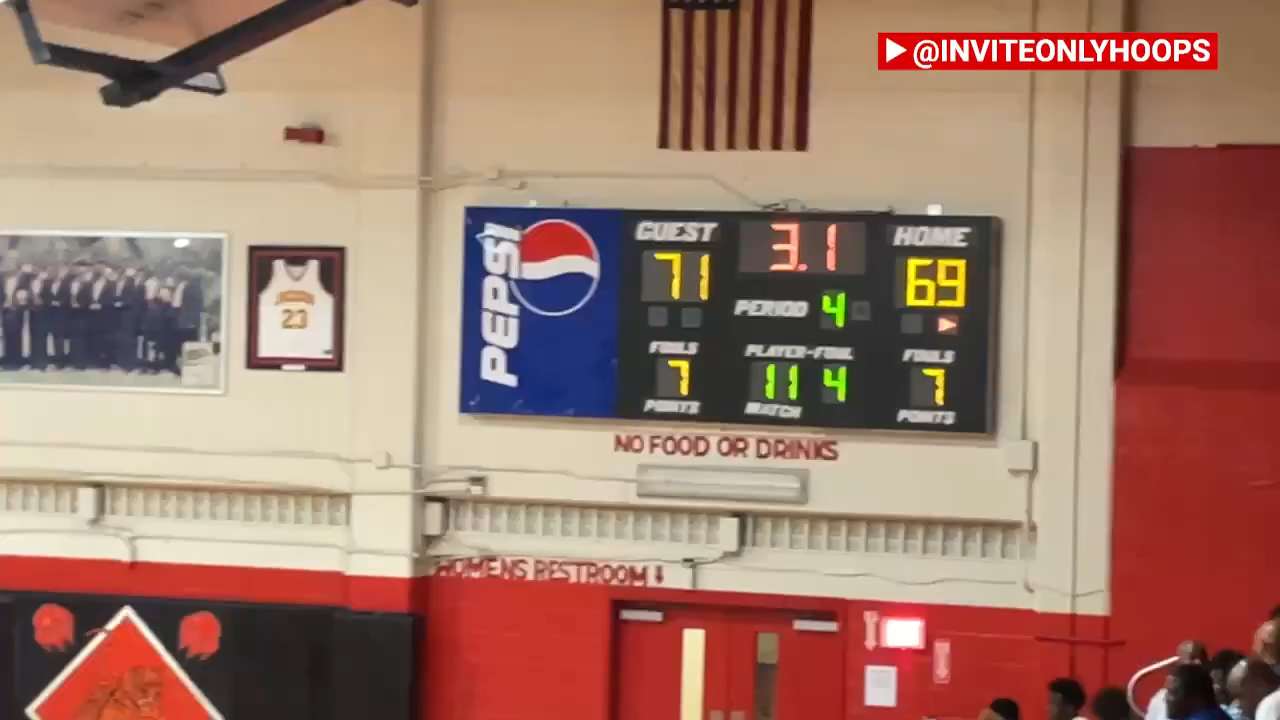 @INVITEONLYHOOPS
PEPSI
GUEST
3.1
HOME
71
69
PERIOD 4
FOULS
PLAYER-FOUL
FOULS
7
11 4
7
POINTS
MATCH
POINTS
NO FOOD OR DRINKS
WOMENS RESTROOM
23